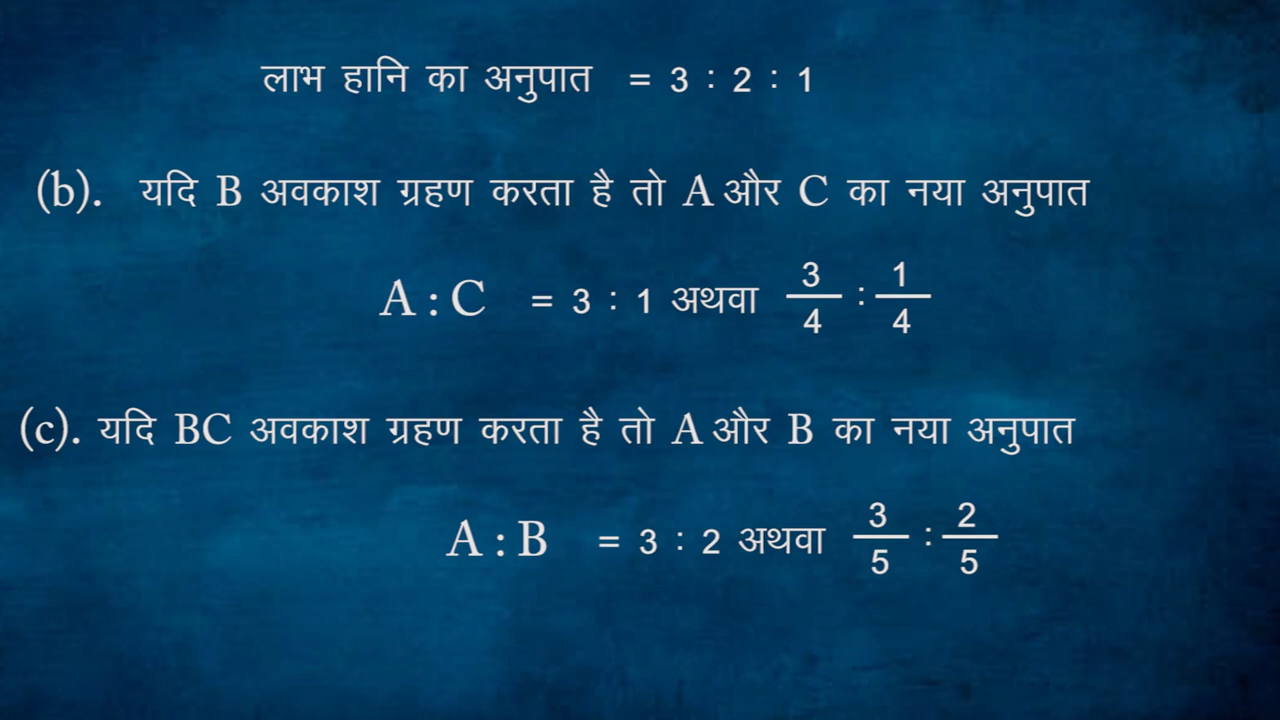 लाभ हानि का अनुपात = 3 : 2 : 1
(b). यदि B अवकाश ग्रहण करता है तो A और C का नया अनुपात
A : C = 3 : 1 अथवा 3/4 : 1/4
(c). यदि BC अवकाश ग्रहण करता है तो A और B का नया अनुपात
A : B = 3 : 2 अथवा 3/5 : 2/5